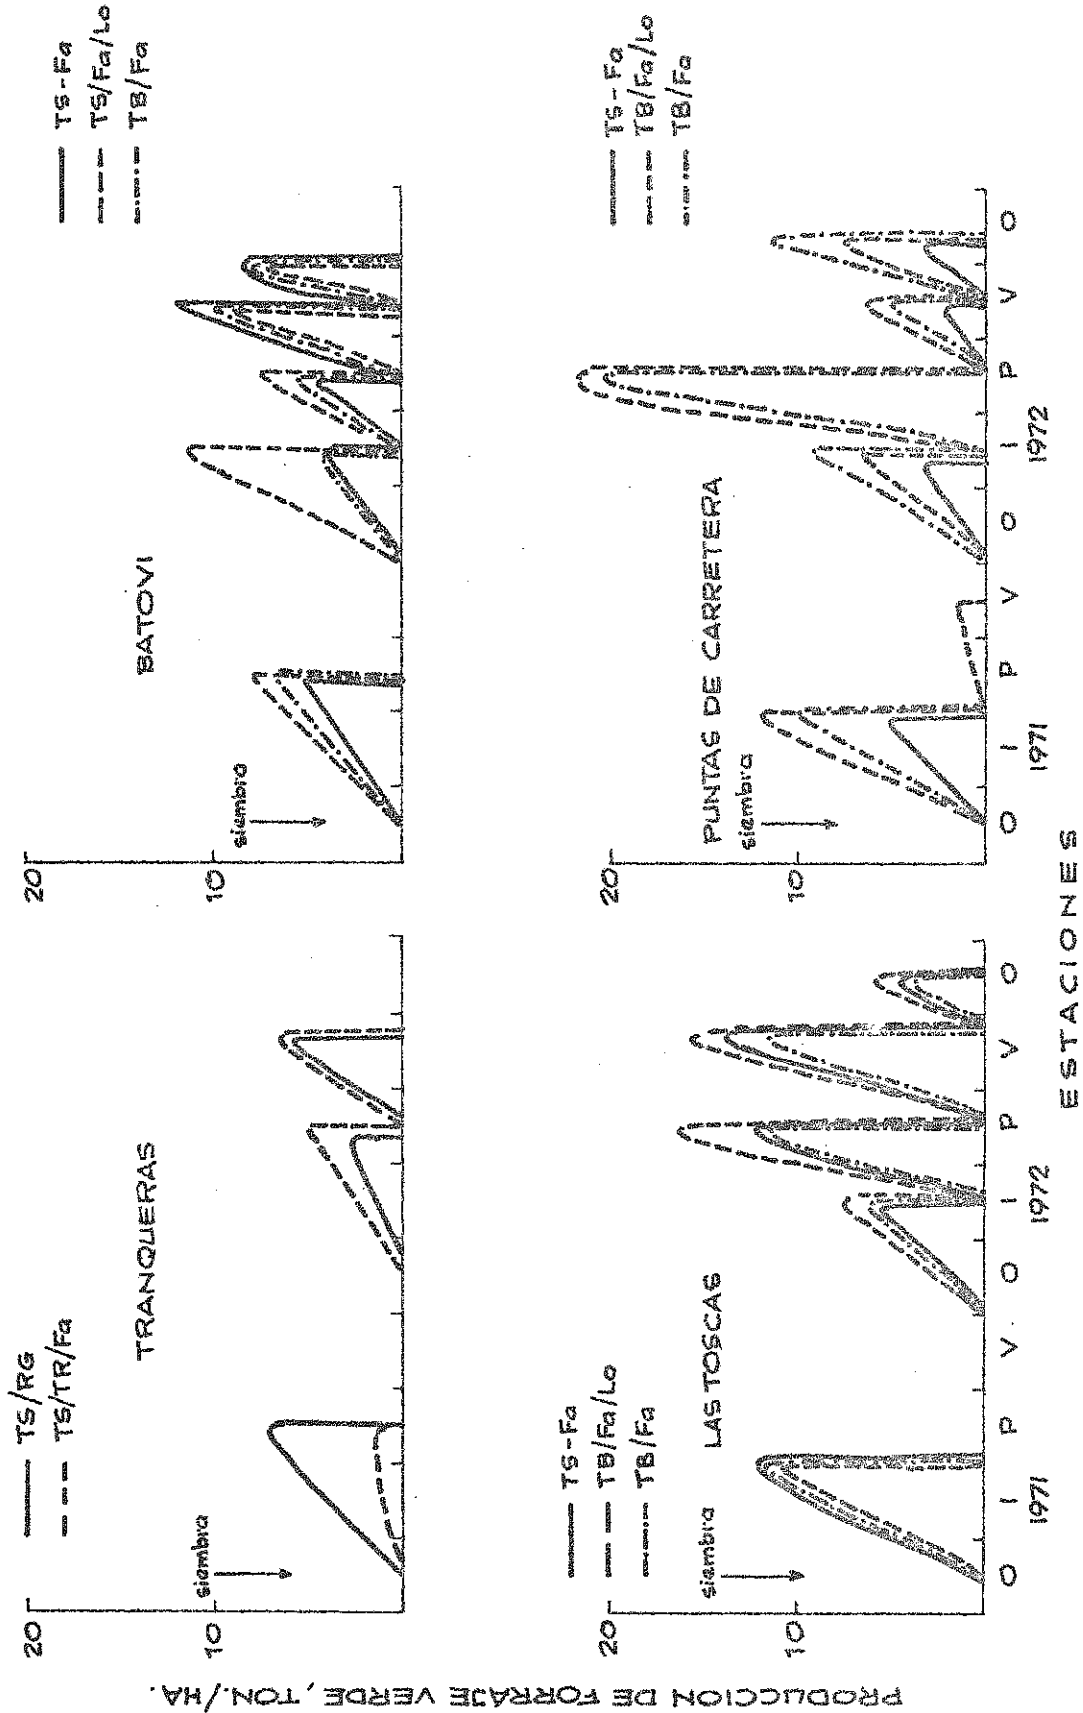 PRODUCCION DE FORRAJE VERDE, TON./HA.
TS/RG
TS/TR/Fa
20
10
siembra
TRANQUERAS
TS-Fa
TS/Fa/Lo
TB/Fa
20
10
siembra
BATOVI
TS-Fa
TB/Fa/Lo
TB/Fa
20
10
siembra
LAS TOSCAS
O I P V O I P V O
1971 1972
TS-Fa
TB/Fa/Lo
TB/Fa
20
10
siembra
PUNTAS DE CARRETERA
O I P V O I P V O
1971 1972
ESTACIONES